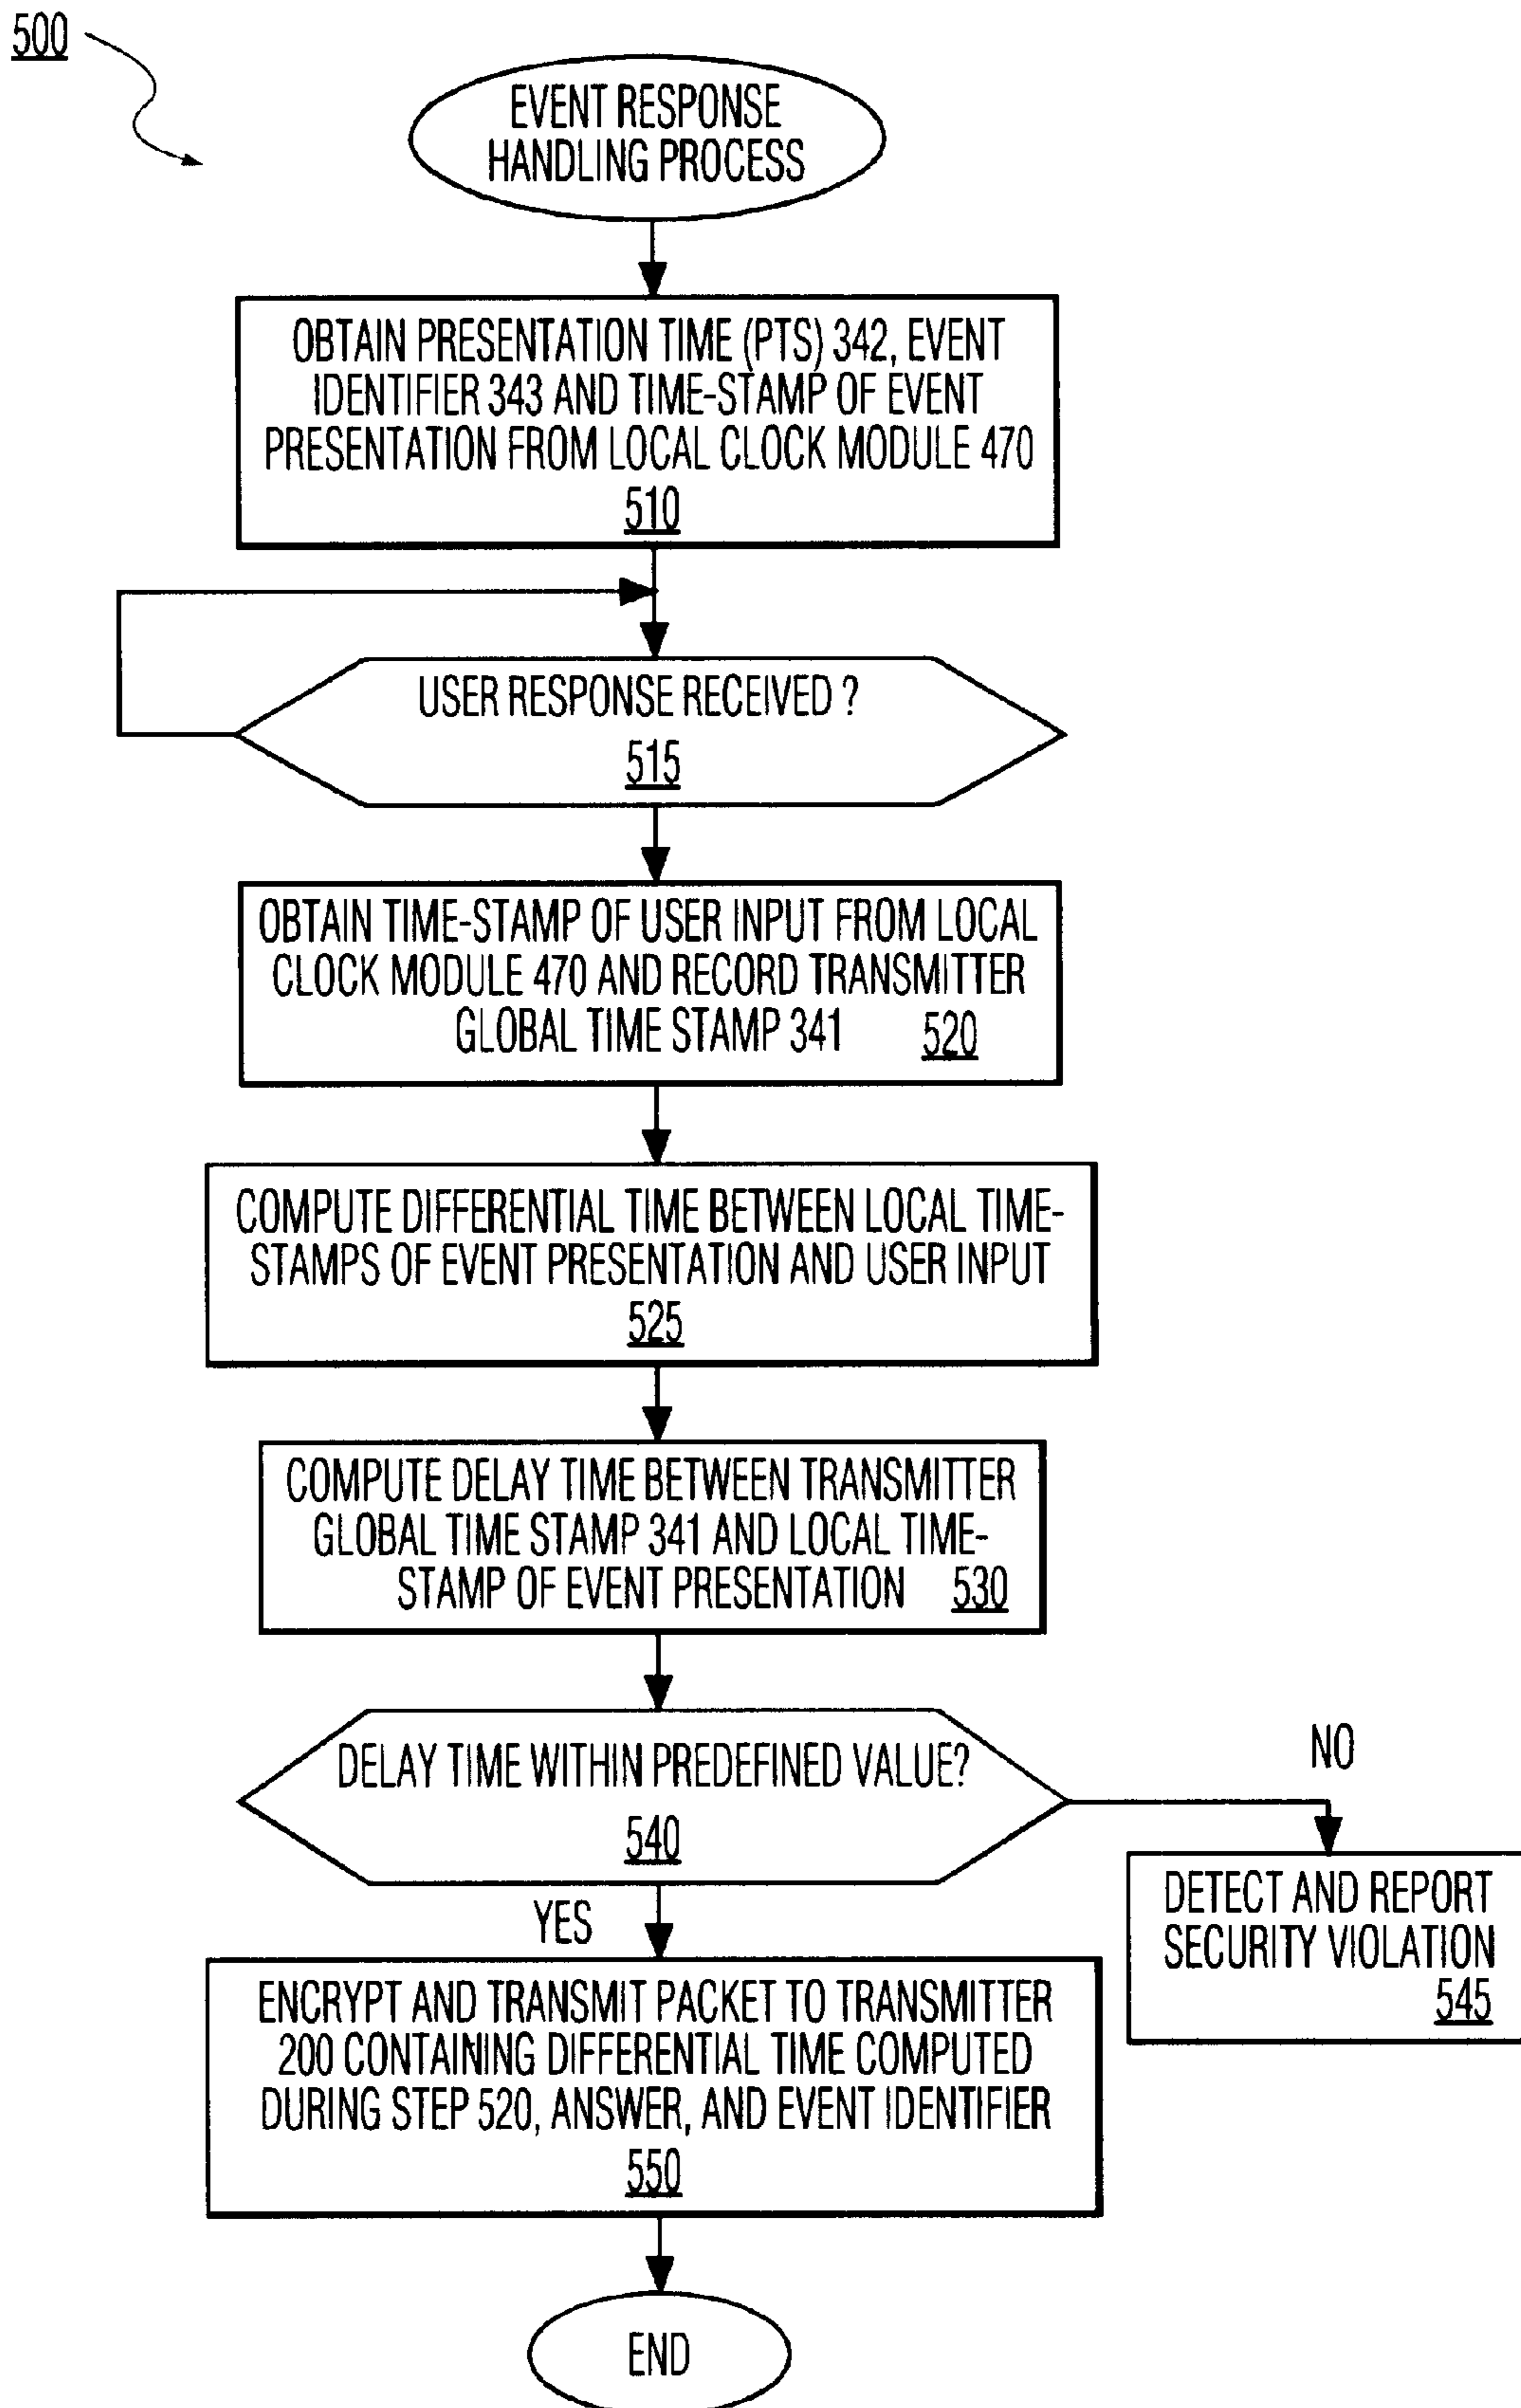 500
EVENT RESPONSE
HANDLING PROCESS
OBTAIN PRESENTATION TIME (PTS) 342, EVENT
IDENTIFIER 343 AND TIME-STAMP OF EVENT
PRESENTATION FROM LOCAL CLOCK MODULE 470
510
USER RESPONSE RECEIVED ?
515
OBTAIN TIME-STAMP OF USER INPUT FROM LOCAL
CLOCK MODULE 470 AND RECORD TRANSMITTER
GLOBAL TIME STAMP 341 520
COMPUTE DIFFERENTIAL TIME BETWEEN LOCAL TIME-
STAMPS OF EVENT PRESENTATION AND USER INPUT
525
COMPUTE DELAY TIME BETWEEN TRANSMITTER
GLOBAL TIME STAMP 341 AND LOCAL TIME-
STAMP OF EVENT PRESENTATION 530
DELAY TIME WITHIN PREDEFINED VALUE?
540
NO
DETECT AND REPORT
SECURITY VIOLATION
545
YES
ENCRYPT AND TRANSMIT PACKET TO TRANSMITTER
200 CONTAINING DIFFERENTIAL TIME COMPUTED
DURING STEP 520, ANSWER, AND EVENT IDENTIFIER
550
END